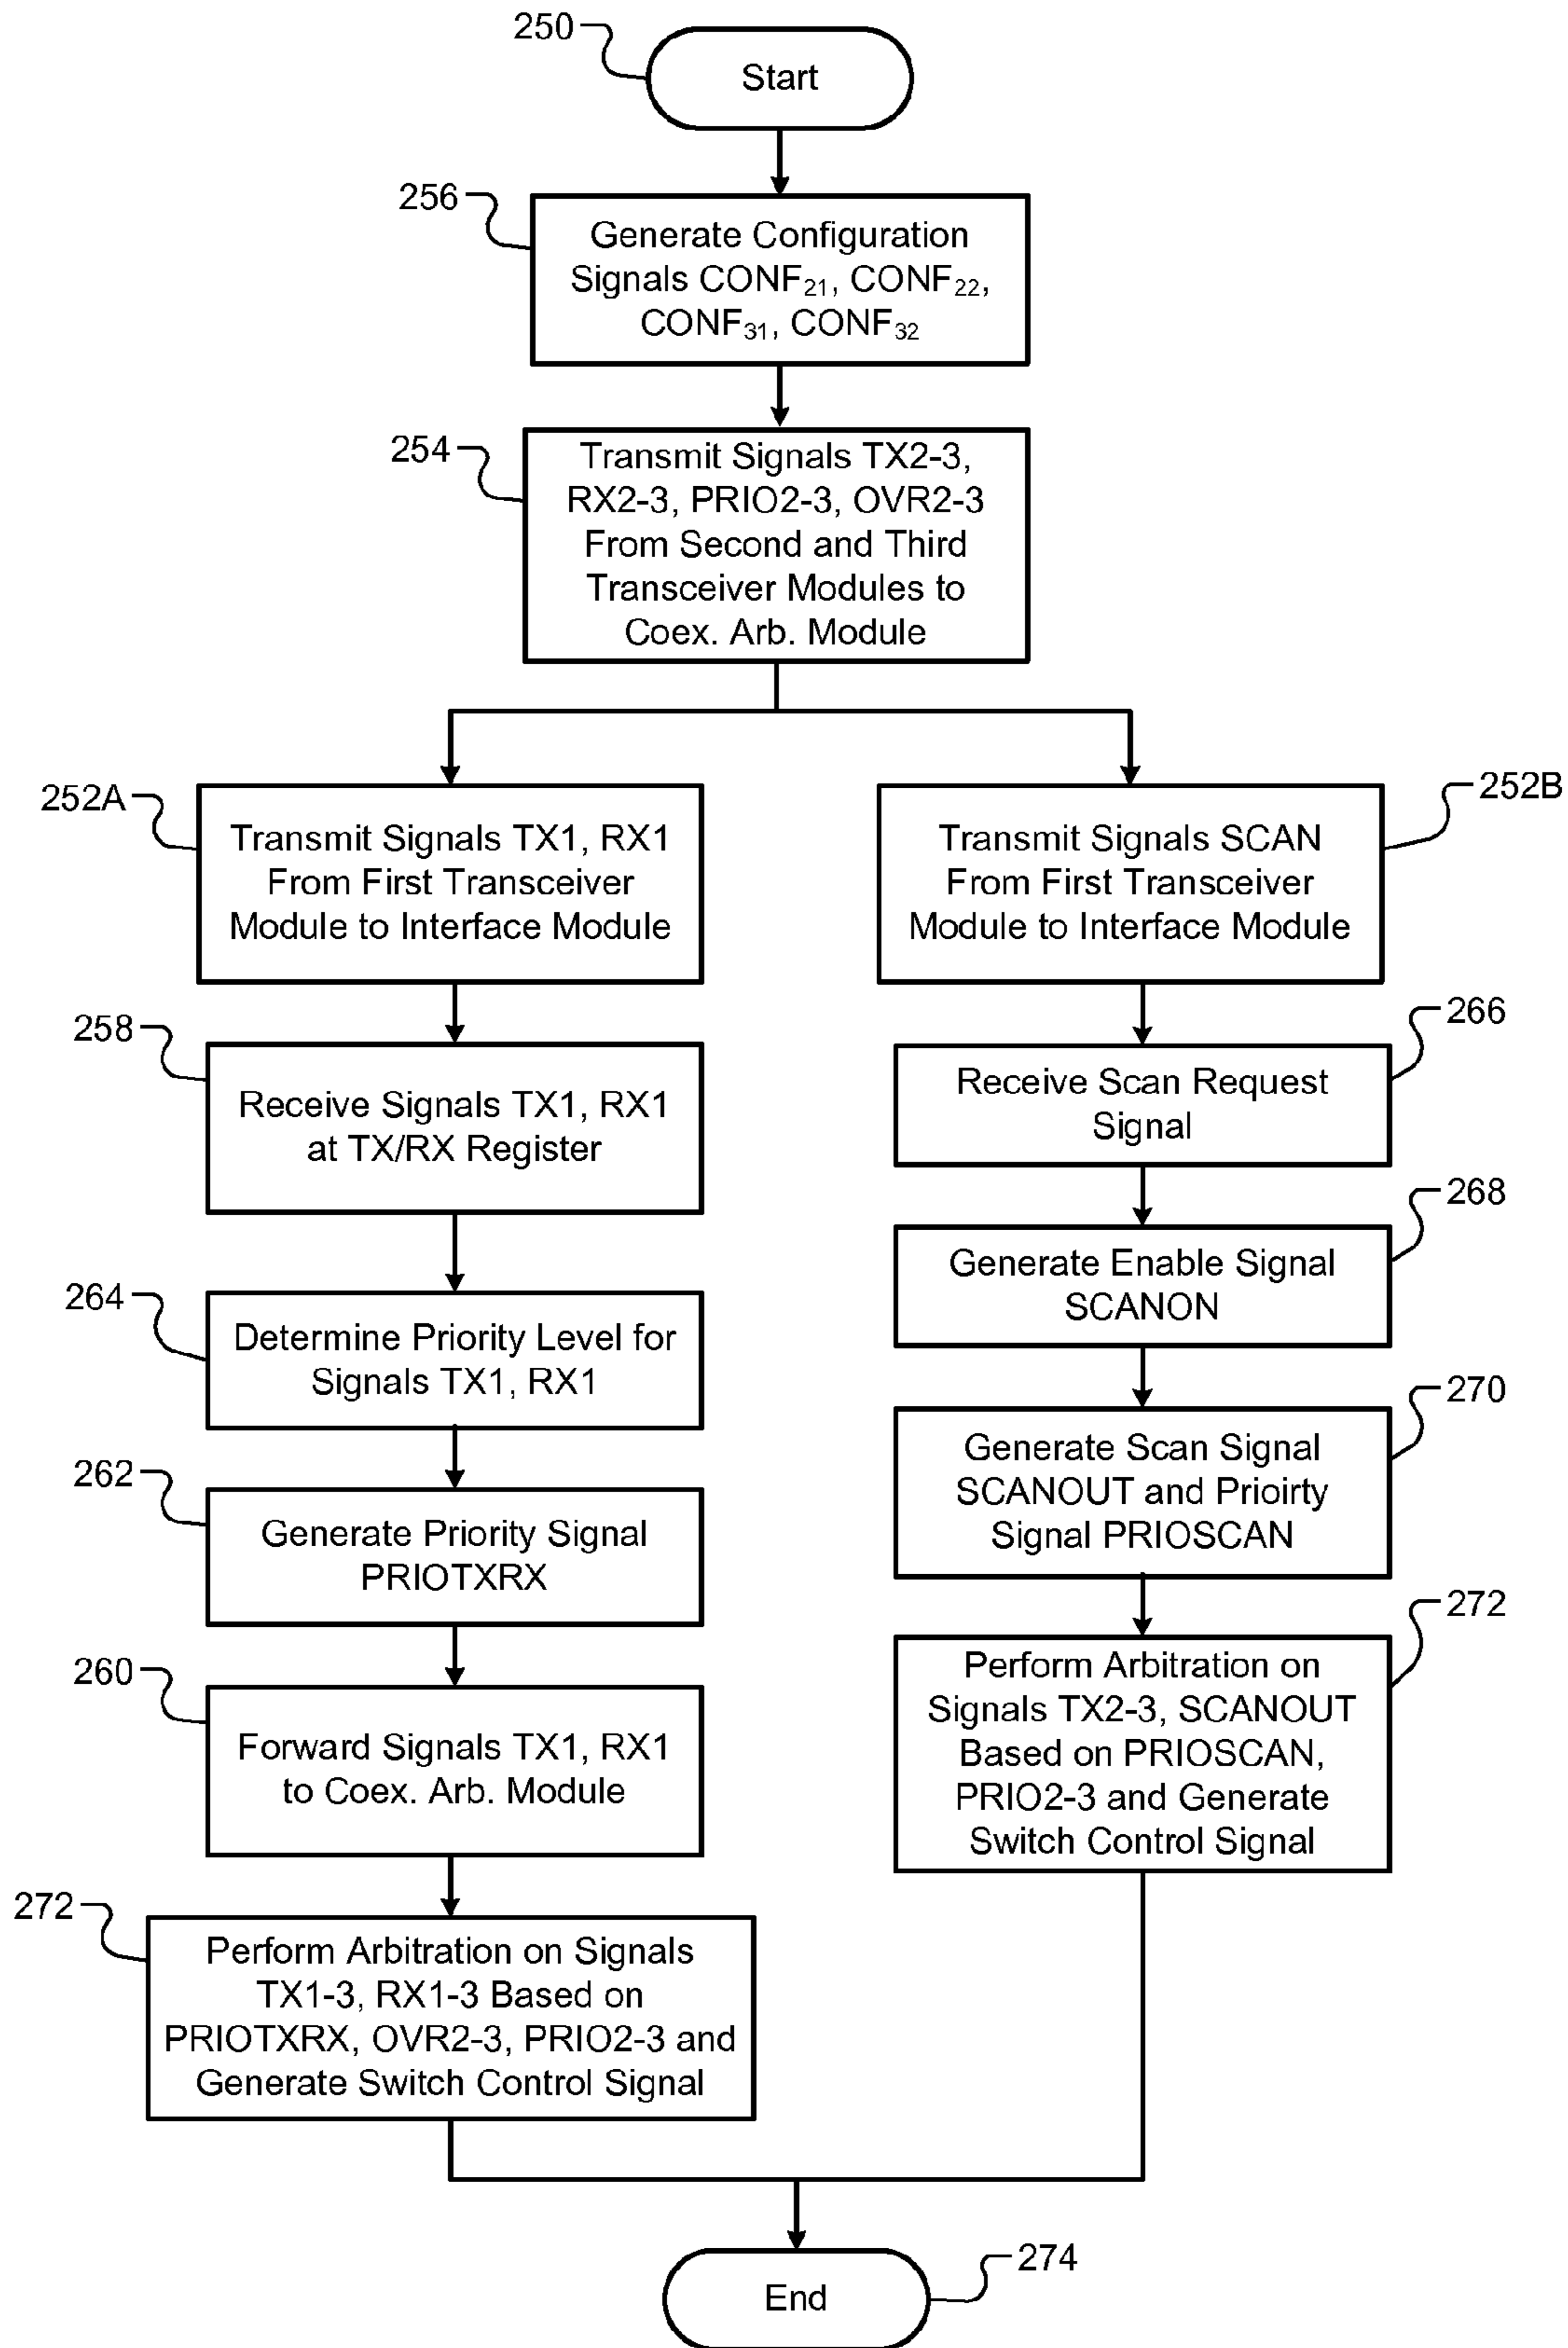 250
Start
256
Generate Configuration
Signals CONF₂₁, CONF₂₂,
CONF₃₁, CONF₃₂
254
Transmit Signals TX2-3,
RX2-3, PRIO2-3, OVR2-3
From Second and Third
Transceiver Modules to
Coex. Arb. Module
252A
Transmit Signals TX1, RX1
From First Transceiver
Module to Interface Module
258
Receive Signals TX1, RX1
at TX/RX Register
264
Determine Priority Level for
Signals TX1, RX1
262
Generate Priority Signal
PRIOTXRX
260
Forward Signals TX1, RX1
to Coex. Arb. Module
272
Perform Arbitration on Signals
TX1-3, RX1-3 Based on
PRIOTXRX, OVR2-3, PRIO2-3 and
Generate Switch Control Signal
252B
Transmit Signals SCAN
From First Transceiver
Module to Interface Module
266
Receive Scan Request
Signal
268
Generate Enable Signal
SCANON
270
Generate Scan Signal
SCANOUT and Prioirty
Signal PRIOSCAN
272
Perform Arbitration on
Signals TX2-3, SCANOUT
Based on PRIOSCAN,
PRIO2-3 and Generate
Switch Control Signal
274
End